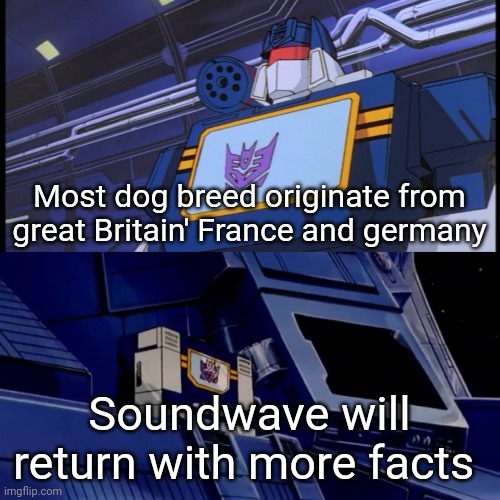 Most dog breed originate from
great Britain' France and germany
Soundwave will
return with more facts
imgflip.com